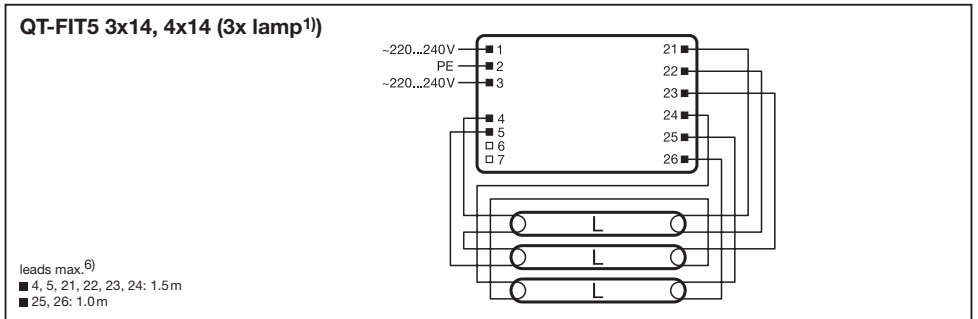 QT-FIT5 3x14, 4x14 (3x lamp1))
~220...240V ■ 1
PE ■ 2
~220...240V ■ 3
■ 4
■ 5
□ 6
□ 7
21 ■
22 ■
23 ■
24 ■
25 ■
26 ■
L
L
L
leads max.6)
■ 4, 5, 21, 22, 23, 24: 1.5 m
■ 25, 26: 1.0 m